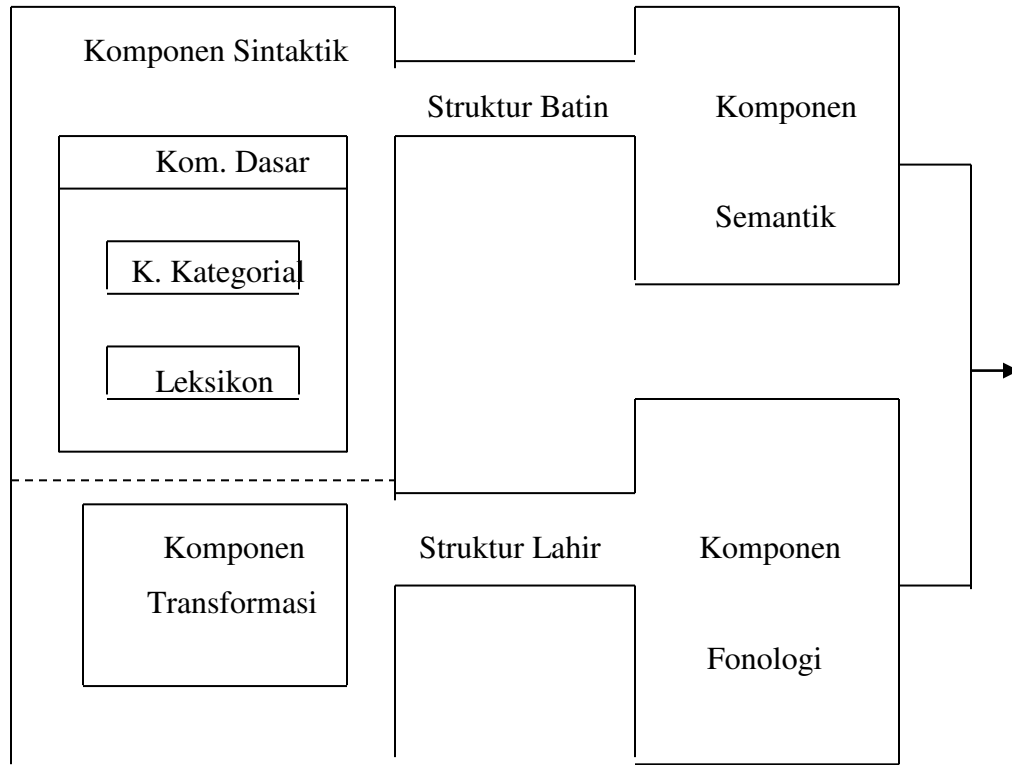 Komponen Sintaktik
Struktur Batin
Komponen
Semantik
Kom. Dasar
K. Kategorial
Leksikon
Komponen
Transformasi
Struktur Lahir
Komponen
Fonologi